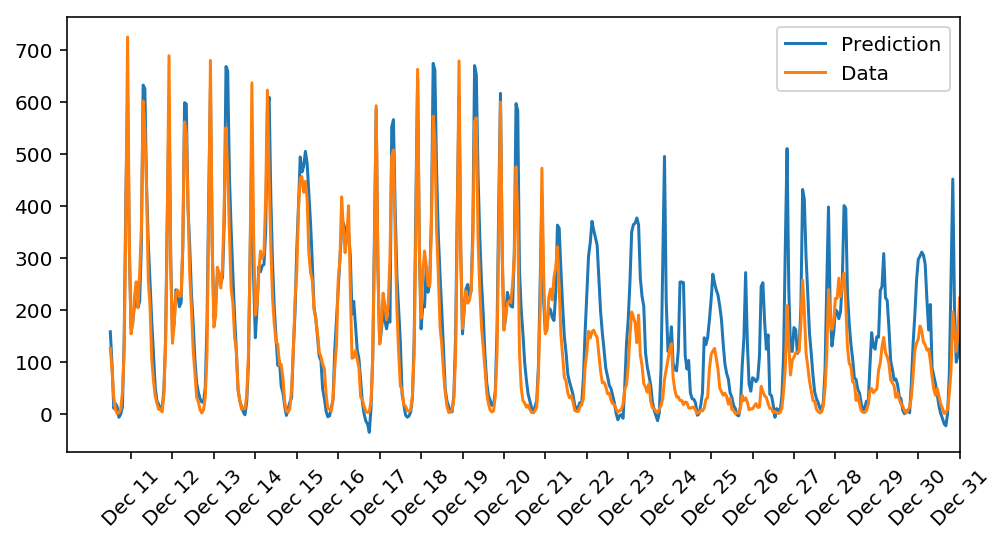 Prediction
Data
700
600
500
400
300
200
100
0
Dec 11
Dec 12
Dec 13
Dec 14
Dec 15
Dec 16
Dec 17
Dec 18
Dec 19
Dec 20
Dec 21
Dec 22
Dec 23
Dec 24
Dec 25
Dec 26
Dec 27
Dec 28
Dec 29
Dec 30
Dec 31